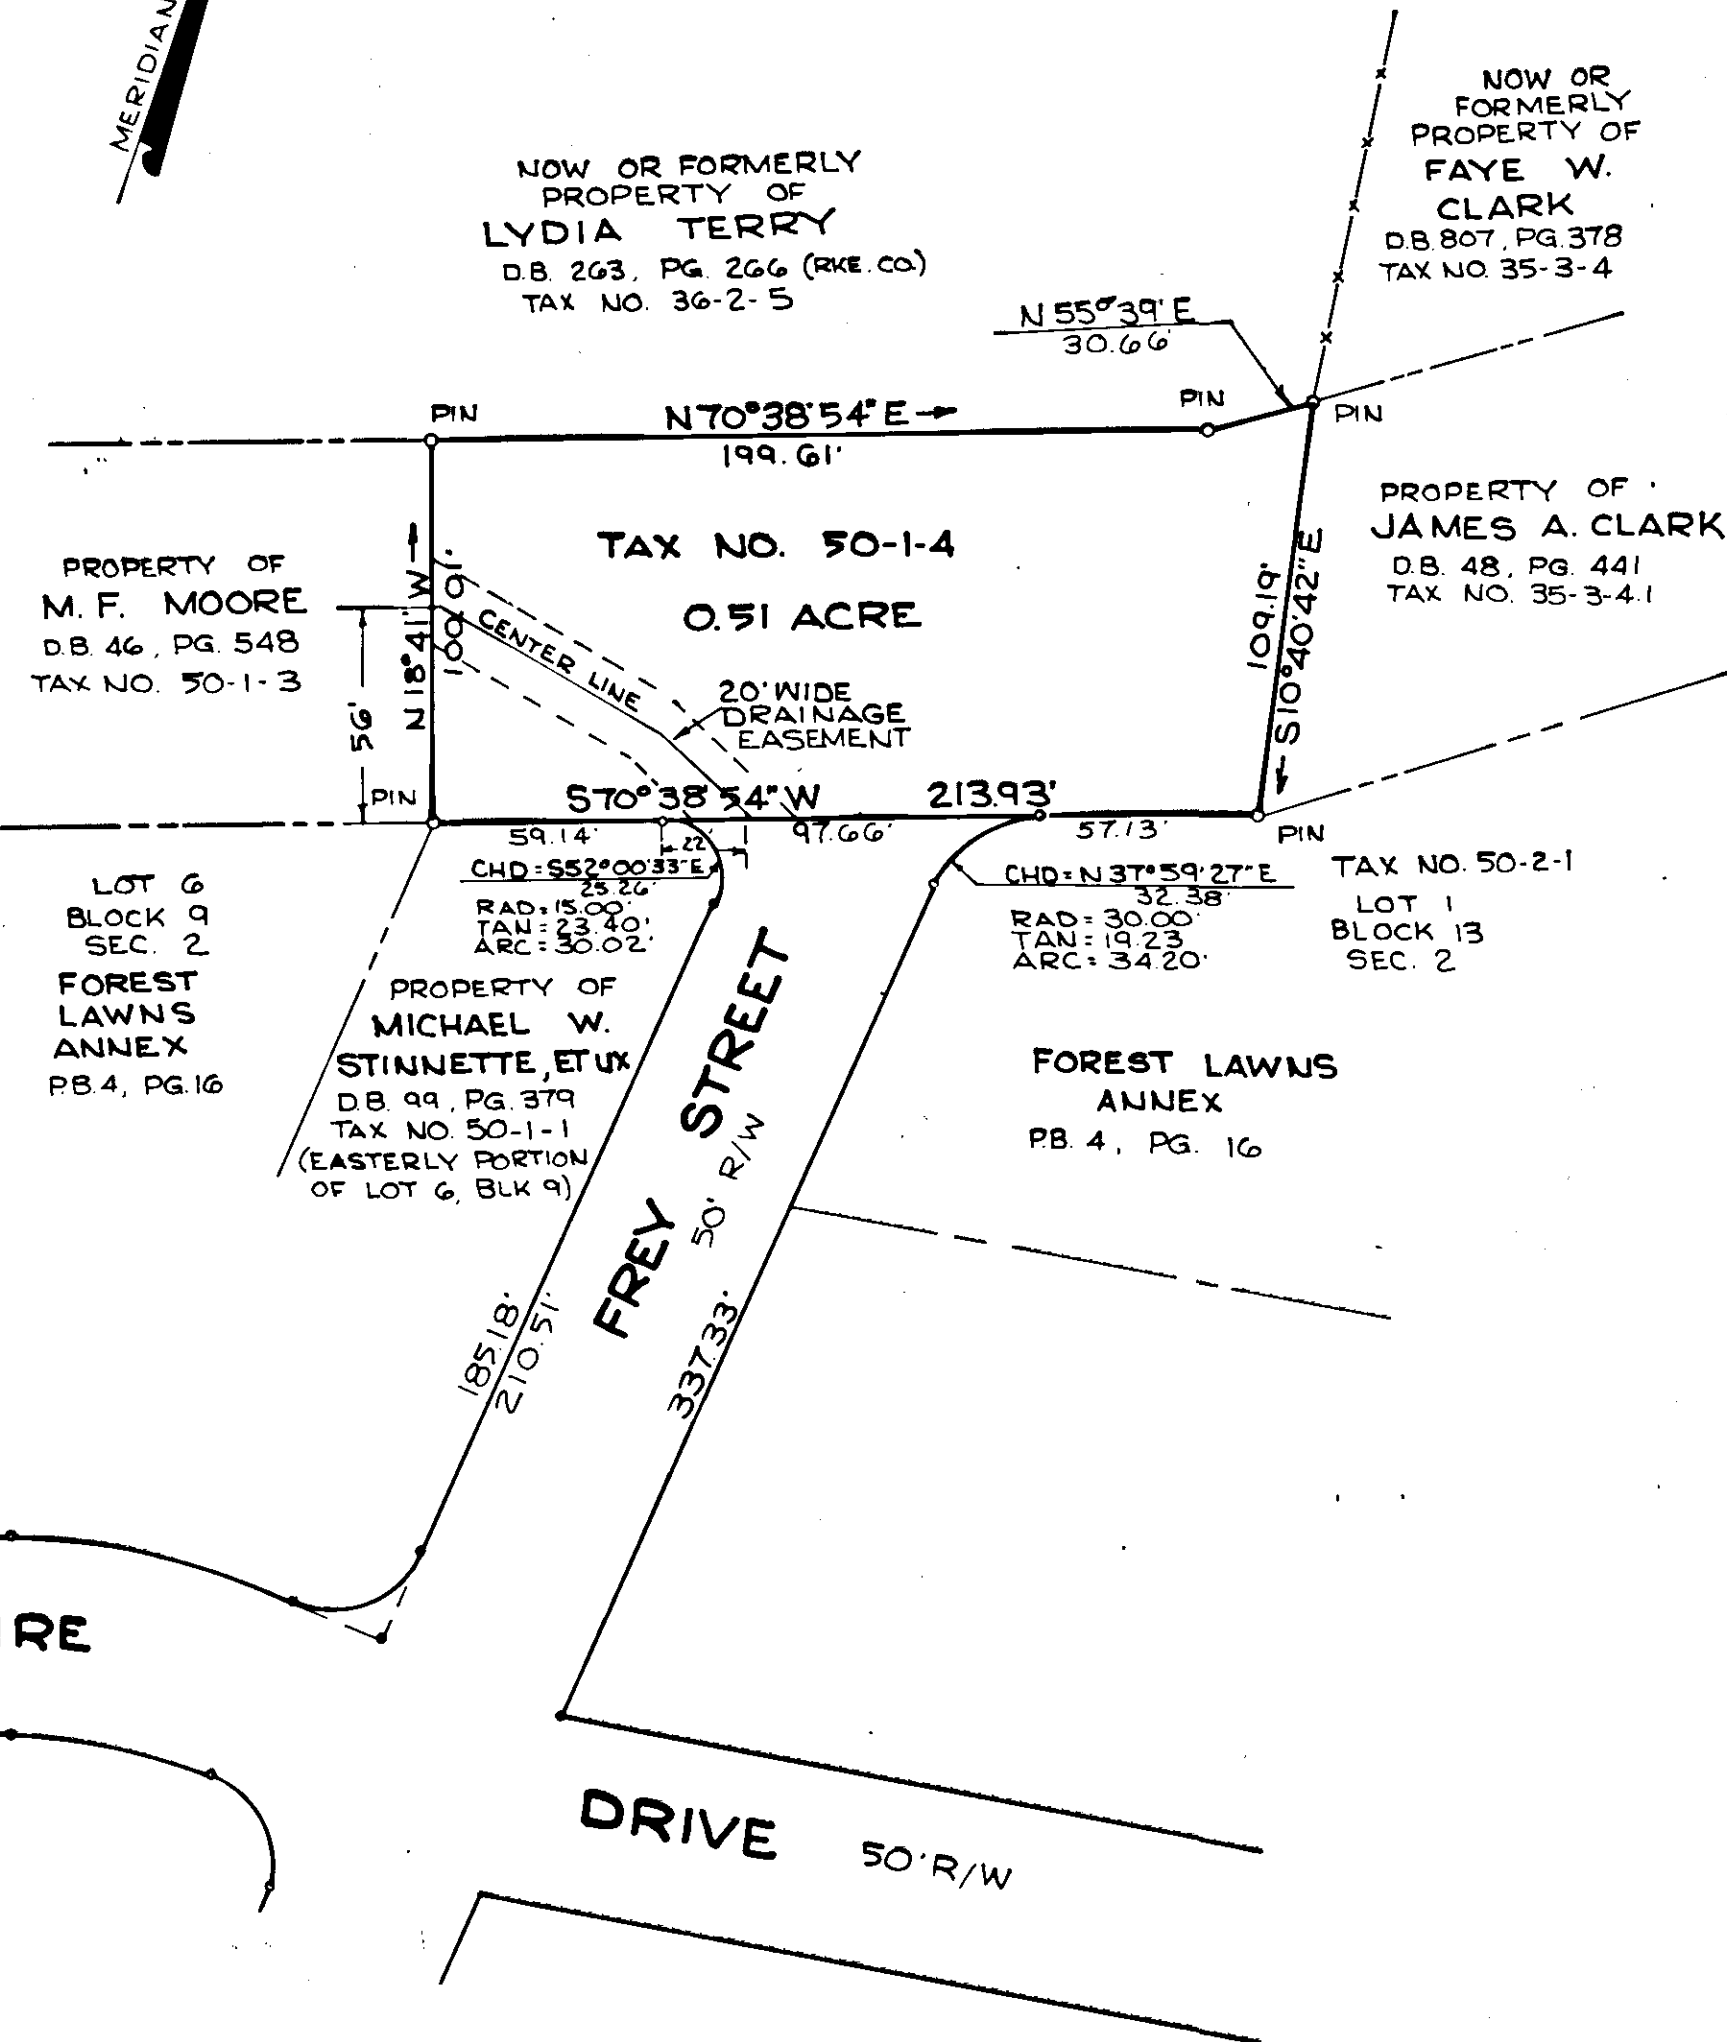 MERIDIAN
NOW OR FORMERLY
PROPERTY OF
LYDIA TERRY
D.B. 263, PG. 266 (RKE. CO.)
TAX NO. 36-2-5
NOW OR
FORMERLY
PROPERTY OF
FAYE W.
CLARK
D.B. 807, PG. 378
TAX NO. 35-3-4
N 55° 39' E
30.66'
PIN
N 70° 38' 54" E
199.61'
PIN
PIN
PROPERTY OF
M. F. MOORE
D.B. 46, PG. 548
TAX NO. 50-1-3
N 18° 41' W
100.91'
56'
TAX NO. 50-1-4
0.51 ACRE
CENTER LINE
20' WIDE
DRAINAGE
EASEMENT
109.19'
S10° 40' 42" E
PROPERTY OF
JAMES A. CLARK
D.B. 48, PG. 441
TAX NO. 35-3-4.1
PIN
S70° 38' 54" W 213.93'
59.14'
22'
97.66'
57.13'
PIN
CHD = S52° 00' 33" E
25.26'
RAD = 15.00'
TAN = 23.40'
ARC = 30.02'
CHD = N 37° 59' 27" E
32.38'
RAD = 30.00'
TAN = 19.23
ARC = 34.20'
TAX NO. 50-2-1
LOT 1
BLOCK 13
SEC. 2
LOT 6
BLOCK 9
SEC. 2
FOREST
LAWNS
ANNEX
P.B. 4, PG. 16
PROPERTY OF
MICHAEL W.
STINNETTE, ET UX
D.B. 99, PG. 379
TAX NO. 50-1-1
(EASTERLY PORTION
OF LOT 6, BLK 9)
FOREST LAWNS
ANNEX
P.B. 4, PG. 16
FREY STREET
50' R/W
185.18'
210.51'
337.33'
RE
DRIVE 50' R/W